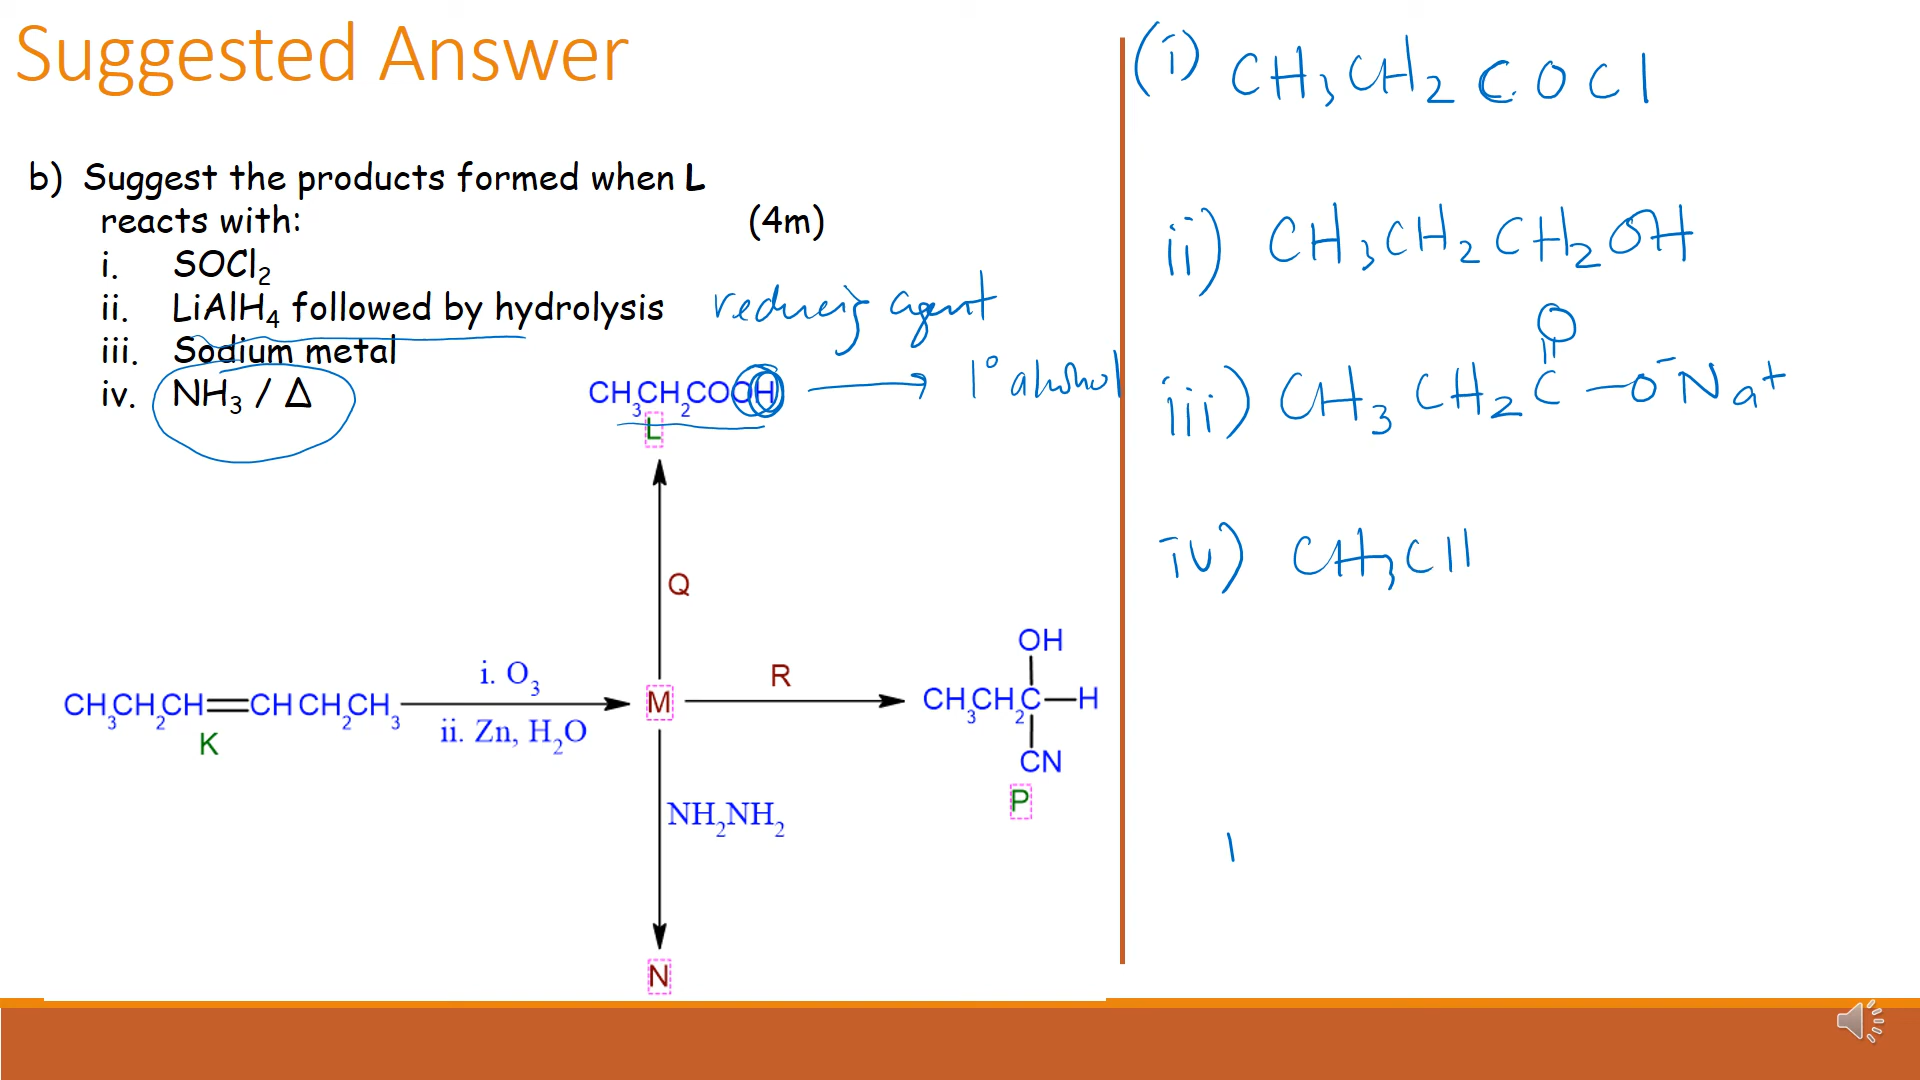 Suggested Answer
b) Suggest the products formed when L
reacts with: (4m)
i. SOCl₂
ii. LiAlH₄ followed by hydrolysis
iii. Sodium metal
iv. NH₃ / Δ
reducing agent
CH₃CH₂COOH
L
1° alcohol
Q
CH₃CH₂CH=CHCH₂CH₃
K
i. O₃
ii. Zn, H₂O
M
R
OH
CH₃CH₂C—H
CN
P
NH₂NH₂
N
(i) CH₃CH₂COCl
ii) CH₃CH₂CH₂OH
O
iii) CH₃CH₂C—O⁻Na⁺
iv) CH₃C